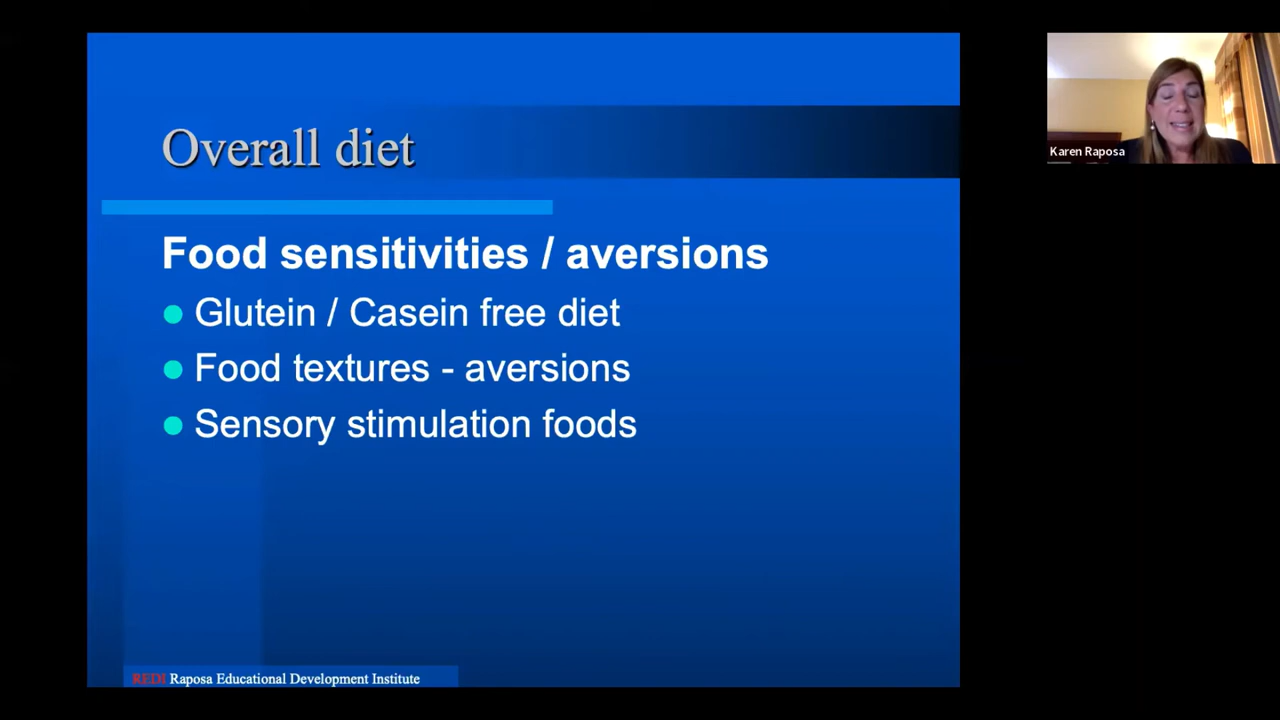 Overall diet
Food sensitivities / aversions
Glutein / Casein free diet
Food textures - aversions
Sensory stimulation foods
REDI Raposa Educational Development Institute
Karen Raposa